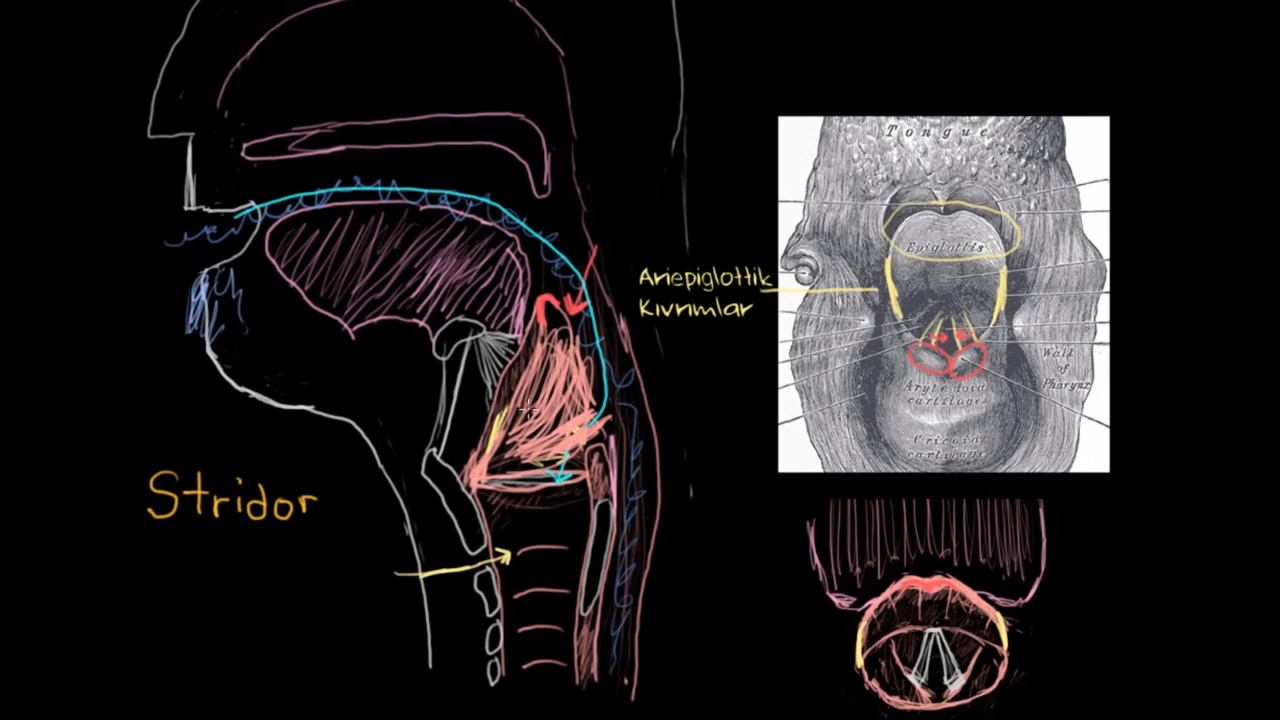 Tongue
Epiglottis
Ariepiglottik
Kıvrımlar
Wall
of
Pharynx
Arytenoid
cartilages
Cricoid
cartilage
Stridor